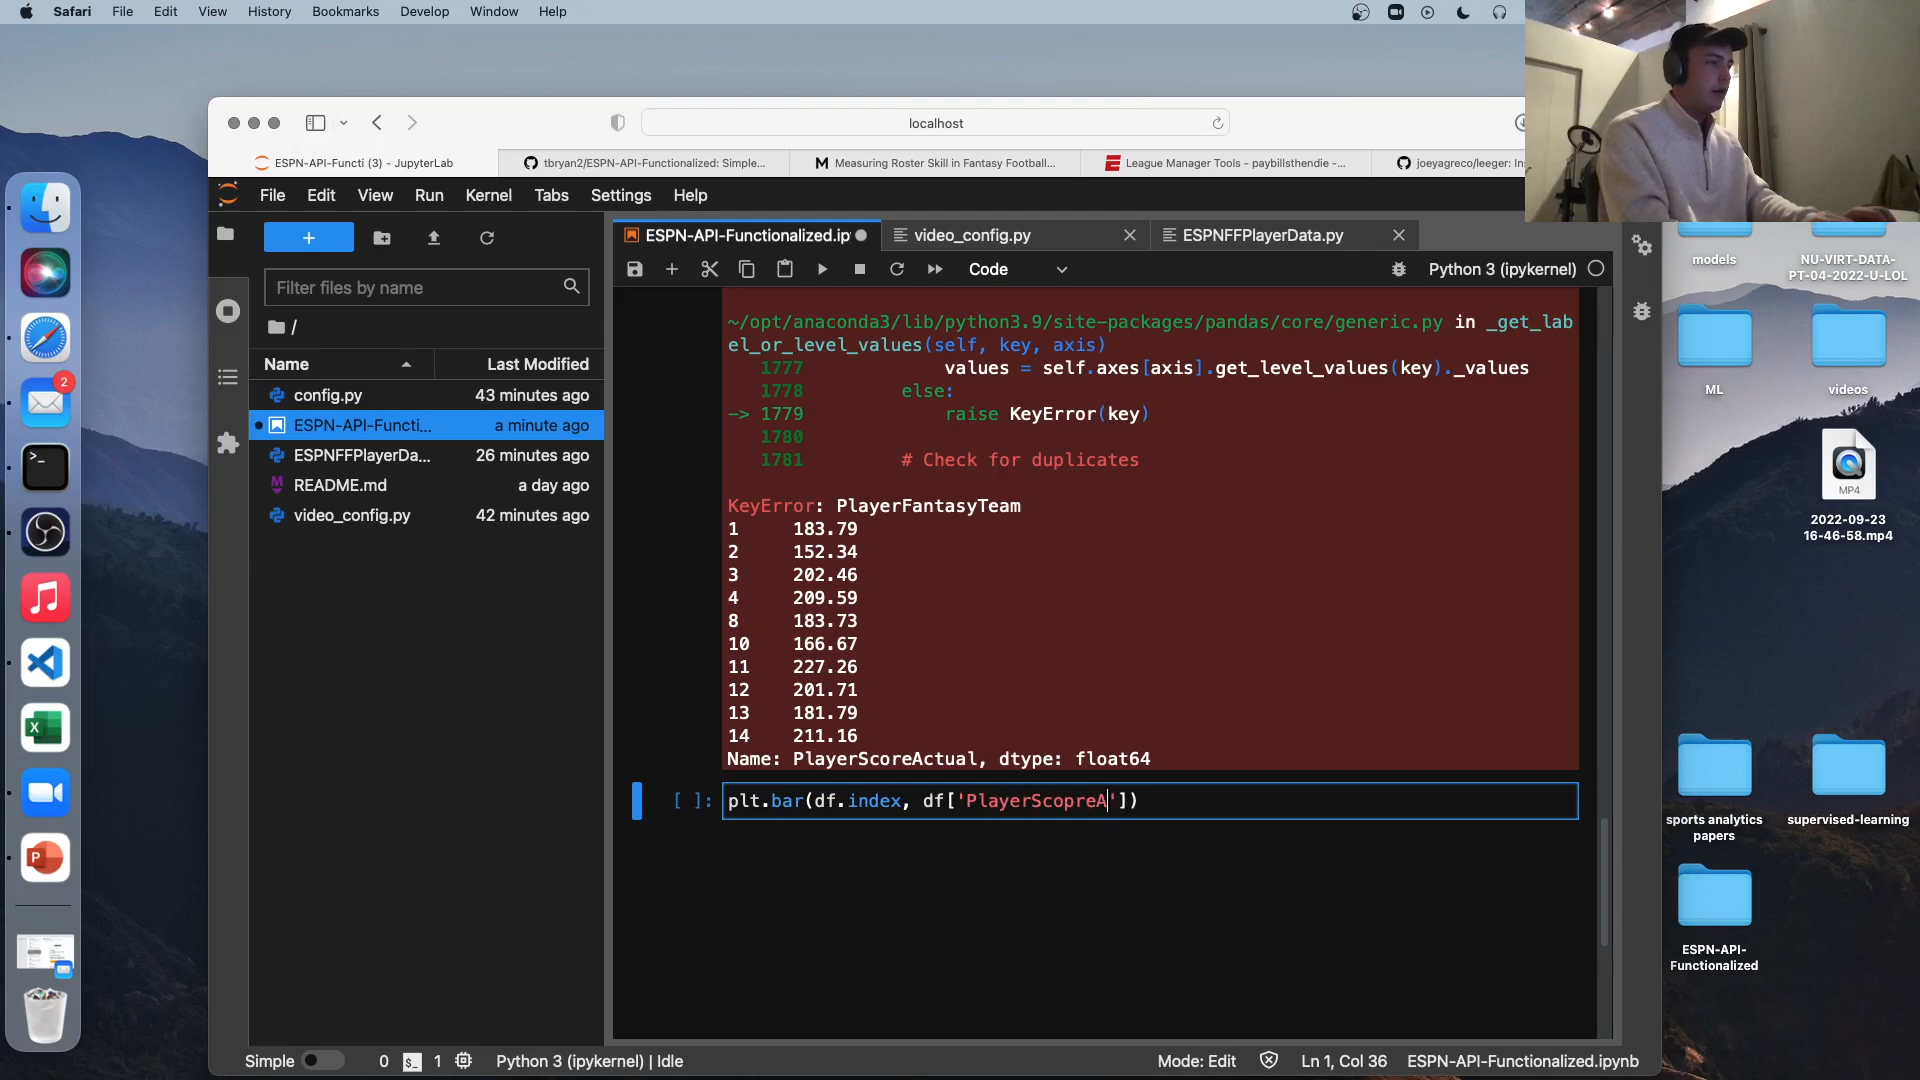 Safari File Edit View History Bookmarks Develop Window Help
localhost
ESPN-API-Functi (3) - JupyterLab
tbryan2/ESPN-API-Functionalized: Simple...
Measuring Roster Skill in Fantasy Football...
League Manager Tools - paybillsthendie -...
joeyagreco/leeger: Ins
File Edit View Run Kernel Tabs Settings Help
+
Filter files by name
/
Name Last Modified
config.py 43 minutes ago
ESPN-API-Functi... a minute ago
ESPNFFPlayerDa... 26 minutes ago
README.md a day ago
video_config.py 42 minutes ago
ESPN-API-Functionalized.ip
video_config.py
ESPNFFPlayerData.py
Code
Python 3 (ipykernel)
~/opt/anaconda3/lib/python3.9/site-packages/pandas/core/generic.py in _get_lab
el_or_level_values(self, key, axis)
1777 values = self.axes[axis].get_level_values(key)._values
1778 else:
-> 1779 raise KeyError(key)
1780
1781 # Check for duplicates
KeyError: PlayerFantasyTeam
1 183.79
2 152.34
3 202.46
4 209.59
8 183.73
10 166.67
11 227.26
12 201.71
13 181.79
14 211.16
Name: PlayerScoreActual, dtype: float64
[ ]: plt.bar(df.index, df['PlayerScopreA'])
Simple 0 $_ 1 Python 3 (ipykernel) | Idle
Mode: Edit Ln 1, Col 36 ESPN-API-Functionalized.ipynb
2
>_
X
P
models
NU-VIRT-DATA-
PT-04-2022-U-LOL
ML
videos
MP4
2022-09-23
16-46-58.mp4
sports analytics
papers
supervised-learning
ESPN-API-
Functionalized